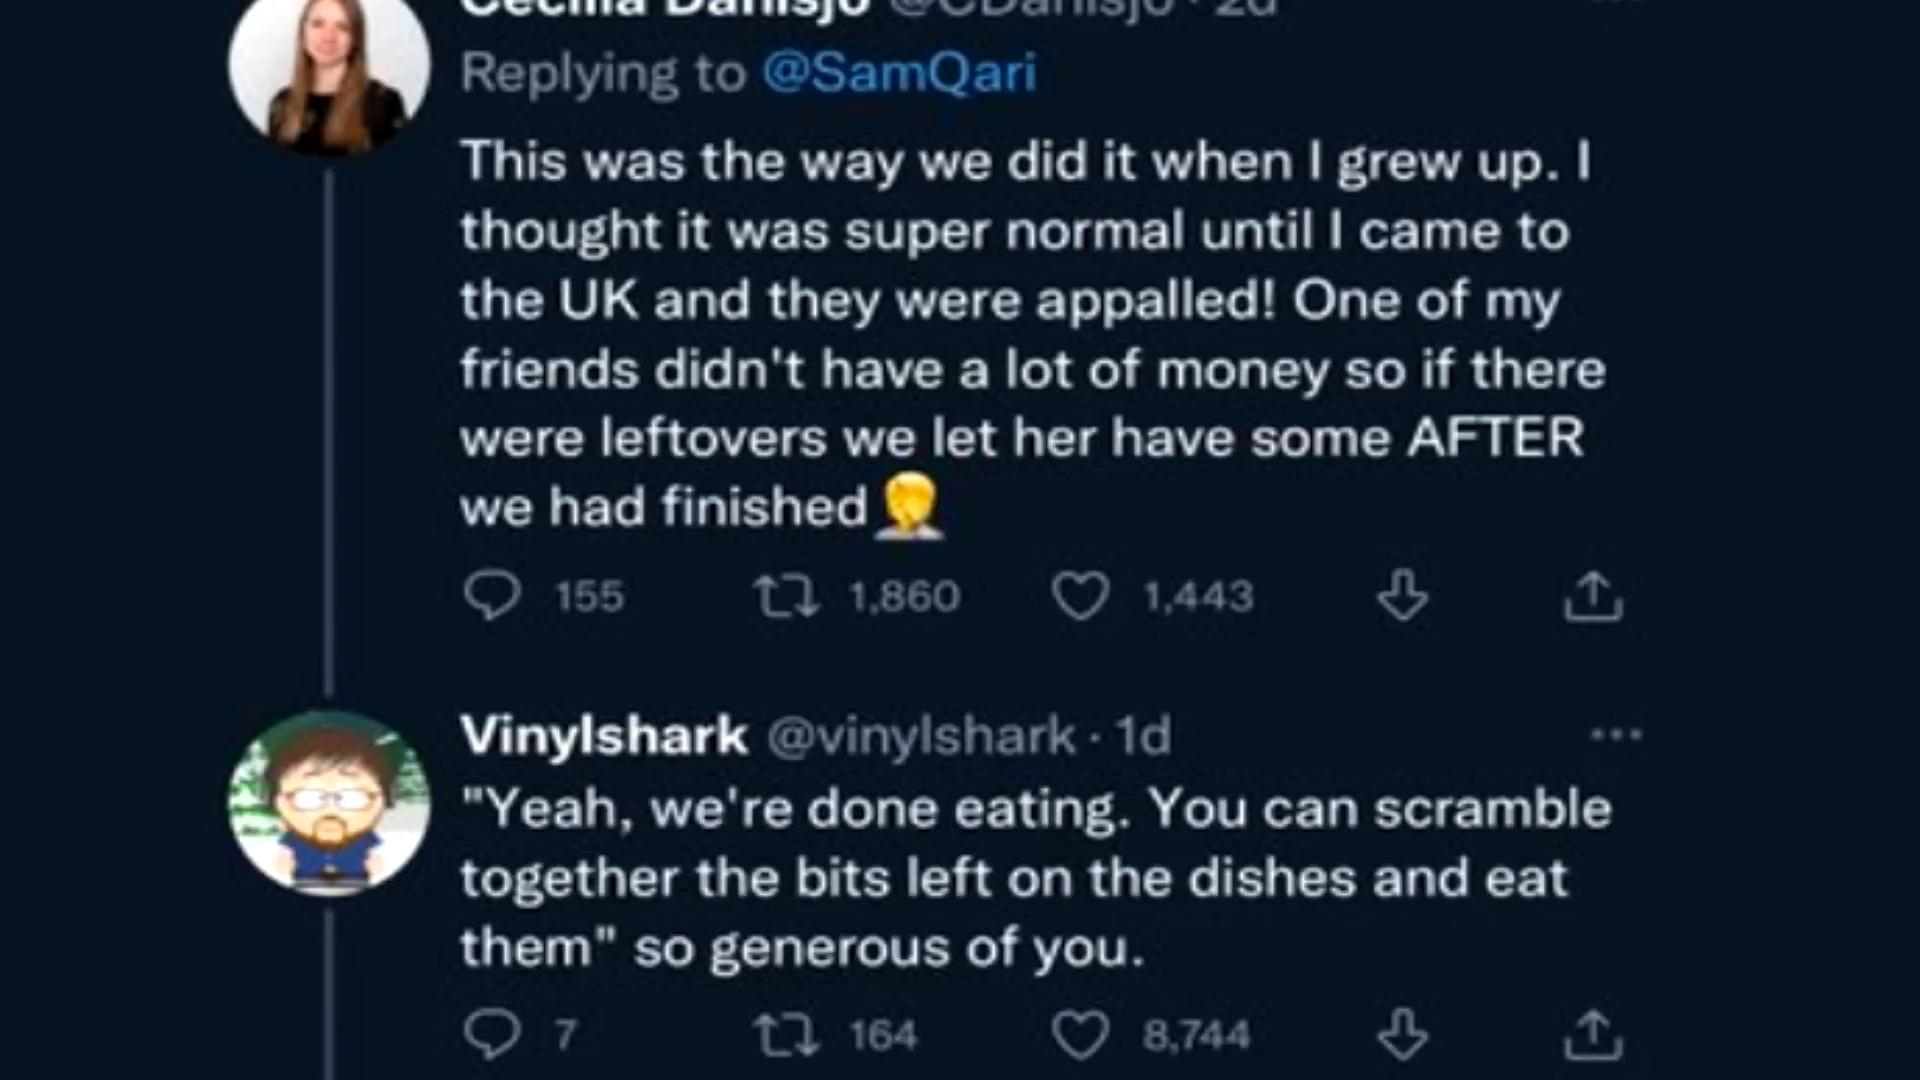 Cecilia Danisjö @CDanisjo · 2d
Replying to @SamQari
This was the way we did it when I grew up. I
thought it was super normal until I came to
the UK and they were appalled! One of my
friends didn't have a lot of money so if there
were leftovers we let her have some AFTER
we had finished🤦
155 1,860 1,443
Vinylshark @vinylshark · 1d
"Yeah, we're done eating. You can scramble
together the bits left on the dishes and eat
them" so generous of you.
7 164 8,744